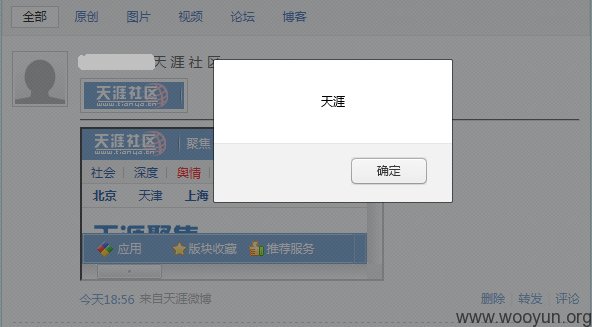 全部 原创 图片 视频 论坛 博客
天 涯 社 区
天涯社区
www.tianya.cn
天涯
确定
天涯社区 聚焦
www.tianya.cn
社会 深度 舆情
北京 天津 上海
天涯聚焦
应用 版块收藏 推荐服务
今天18:56 来自天涯微博 删除 转发 评论
www.wooyun.org